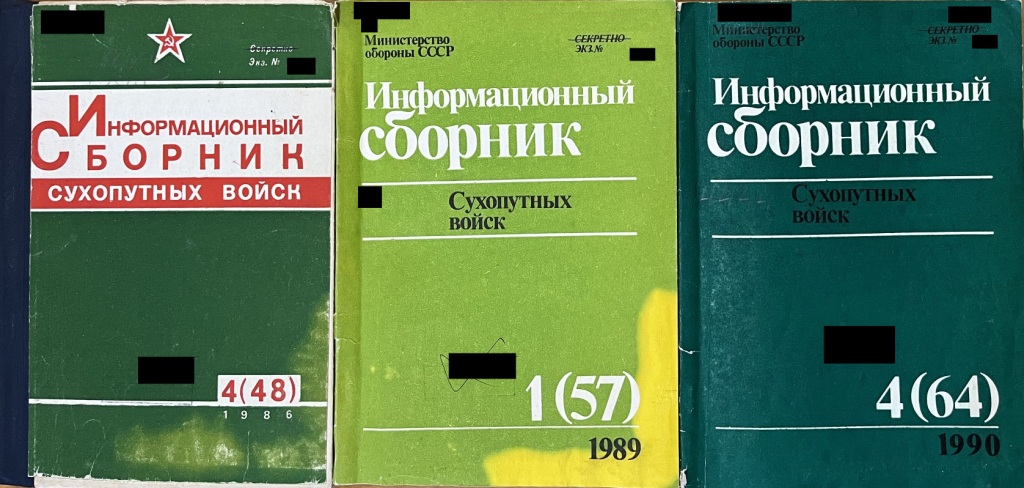 Секретно
Экз. №
Информационный
Сборник
сухопутных войск
4(48)
1986
Министерство
обороны СССР
СЕКРЕТНО
ЭКЗ.№
Информационный
сборник
Сухопутных
войск
1(57)
1989
Министерство
обороны СССР
СЕКРЕТНО
ЭКЗ.№
Информационный
сборник
Сухопутных
войск
4(64)
1990